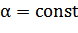 α = const